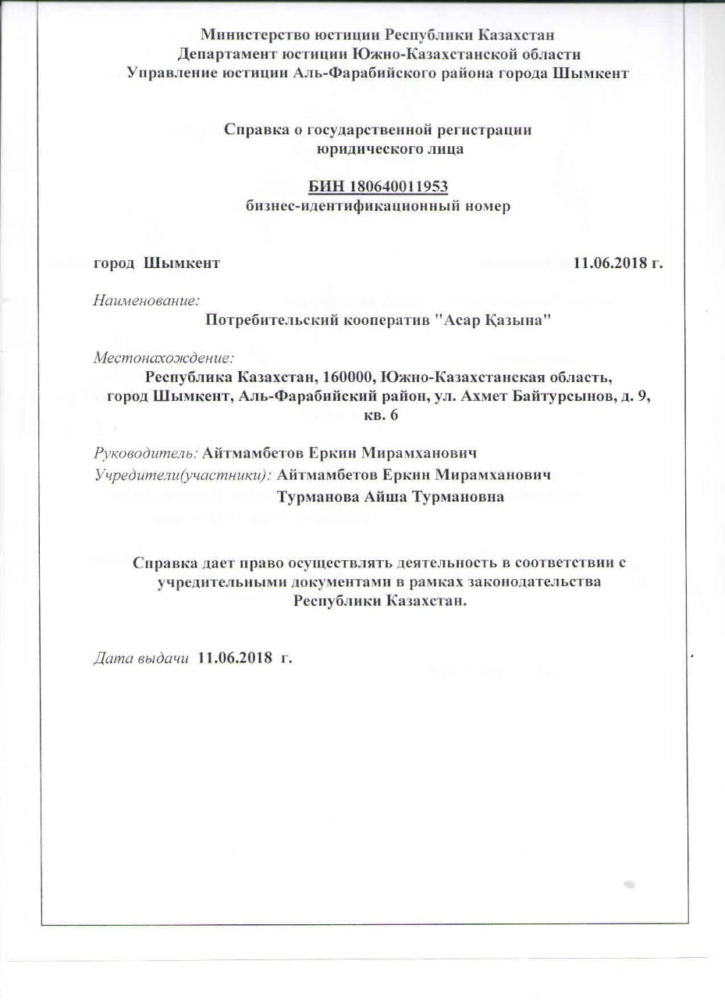 Министерство юстиции Республики Казахстан
Департамент юстиции Южно-Казахстанской области
Управление юстиции Аль-Фарабийского района города Шымкент
Справка о государственной регистрации
юридического лица
БИН 180640011953
бизнес-идентификационный номер
город Шымкент 11.06.2018 г.
Наименование:
Потребительский кооператив "Асар Қазына"
Местонахождение:
Республика Казахстан, 160000, Южно-Казахстанская область,
город Шымкент, Аль-Фарабийский район, ул. Ахмет Байтурсынов, д. 9,
кв. 6
Руководитель: Айтмамбетов Еркин Мирамханович
Учредители(участники): Айтмамбетов Еркин Мирамханович
Турманова Айша Турмановна
Справка дает право осуществлять деятельность в соответствии с
учредительными документами в рамках законодательства
Республики Казахстан.
Дата выдачи 11.06.2018 г.